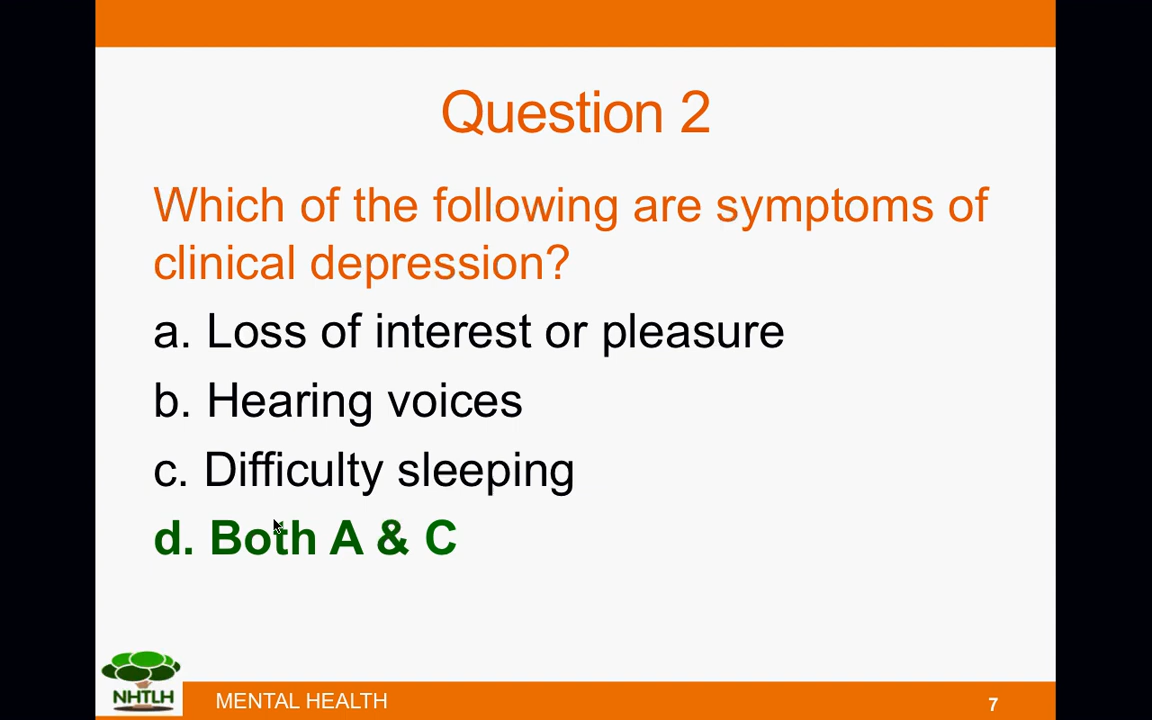 Question 2
Which of the following are symptoms of
clinical depression?
a. Loss of interest or pleasure
b. Hearing voices
c. Difficulty sleeping
d. Both A & C
NHTLH
MENTAL HEALTH
7